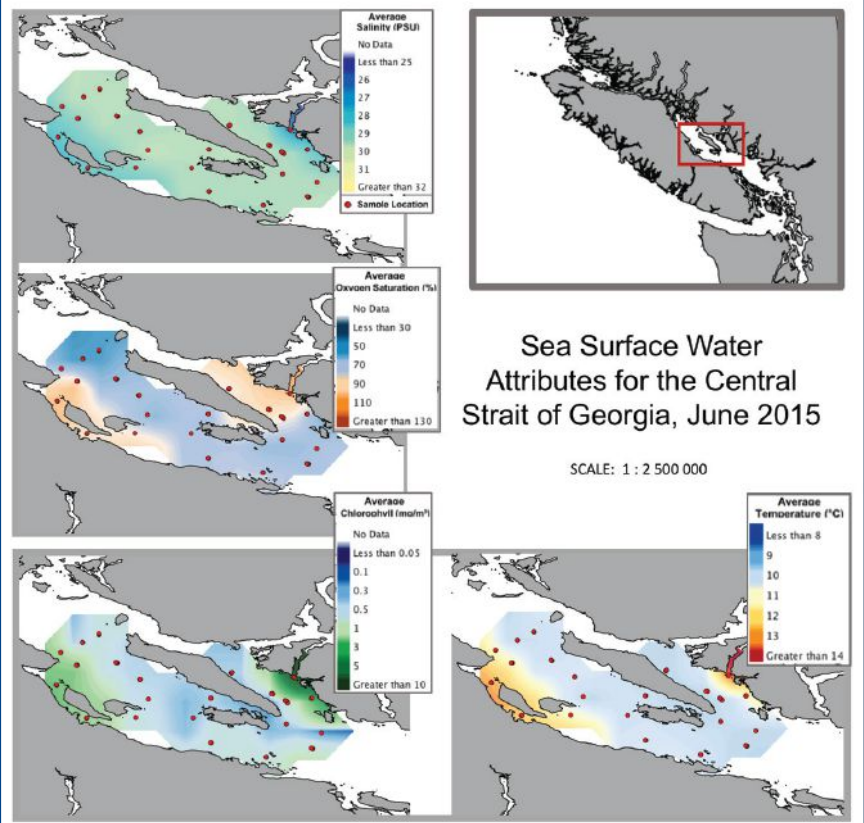 Average
Salinity (PSU)
No Data
Less than 25
26
27
28
29
30
31
Greater than 32
Sample Location
Average
Oxygen Saturation (%)
No Data
Less than 30
50
70
90
110
Greater than 130
Sea Surface Water
Attributes for the Central
Strait of Georgia, June 2015
SCALE: 1 : 2 500 000
Average
Chlorophyll (mg/m³)
No Data
Less than 0.05
0.1
0.3
0.5
1
3
5
Greater than 10
Average
Temperature (°C)
Less than 8
9
10
11
12
13
Greater than 14